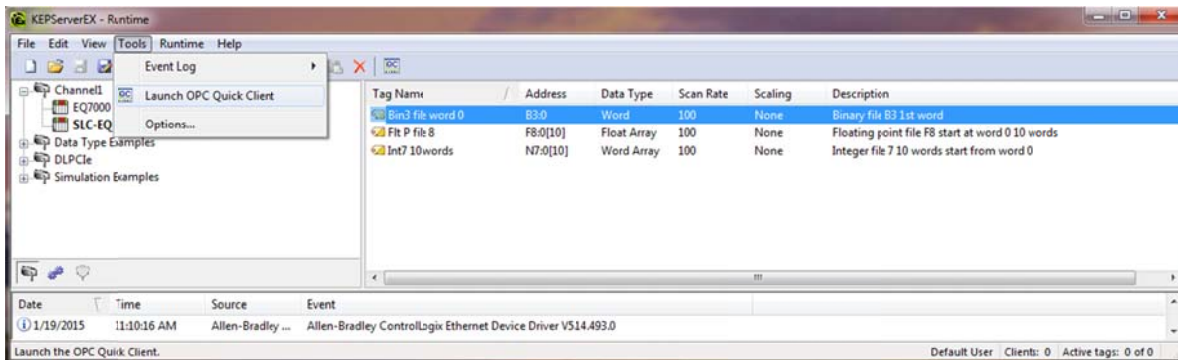 KEPServerEX - Runtime
File Edit View Tools Runtime Help
Event Log
Launch OPC Quick Client
Options...
Channel1
EQ7000
SLC-EQ
Data Type Examples
DLPCIe
Simulation Examples
Tag Name / Address Data Type Scan Rate Scaling Description
Bin3 file word 0 B3:0 Word 100 None Binary file B3 1st word
Flt P file 8 F8:0[10] Float Array 100 None Floating point file F8 start at word 0 10 words
Int7 10words N7:0[10] Word Array 100 None Integer file 7 10 words start from word 0
Date Time Source Event
1/19/2015 11:10:16 AM Allen-Bradley ... Allen-Bradley ControlLogix Ethernet Device Driver V514.493.0
Launch the OPC Quick Client. Default User Clients: 0 Active tags: 0 of 0